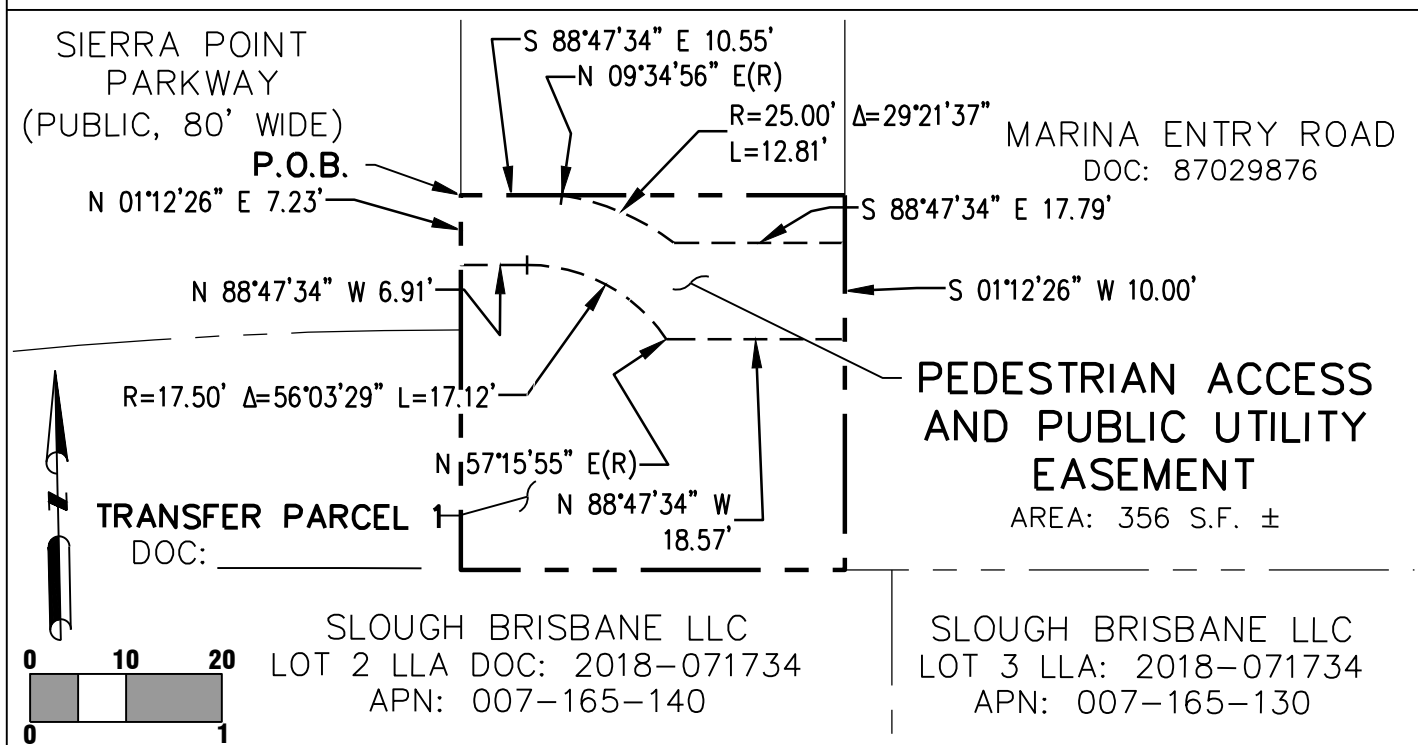 SIERRA POINT
PARKWAY
(PUBLIC, 80' WIDE)
P.O.B.
N 01°12'26" E 7.23'
S 88°47'34" E 10.55'
N 09°34'56" E(R)
R=25.00' Δ=29°21'37"
L=12.81'
MARINA ENTRY ROAD
DOC: 87029876
S 88°47'34" E 17.79'
N 88°47'34" W 6.91'
S 01°12'26" W 10.00'
R=17.50' Δ=56°03'29" L=17.12'
PEDESTRIAN ACCESS
AND PUBLIC UTILITY
EASEMENT
AREA: 356 S.F. ±
N 57°15'55" E(R)
N 88°47'34" W
18.57'
N
TRANSFER PARCEL 1
DOC: ____________
SLOUGH BRISBANE LLC
LOT 2 LLA DOC: 2018-071734
APN: 007-165-140
SLOUGH BRISBANE LLC
LOT 3 LLA: 2018-071734
APN: 007-165-130
0 10 20
0 1